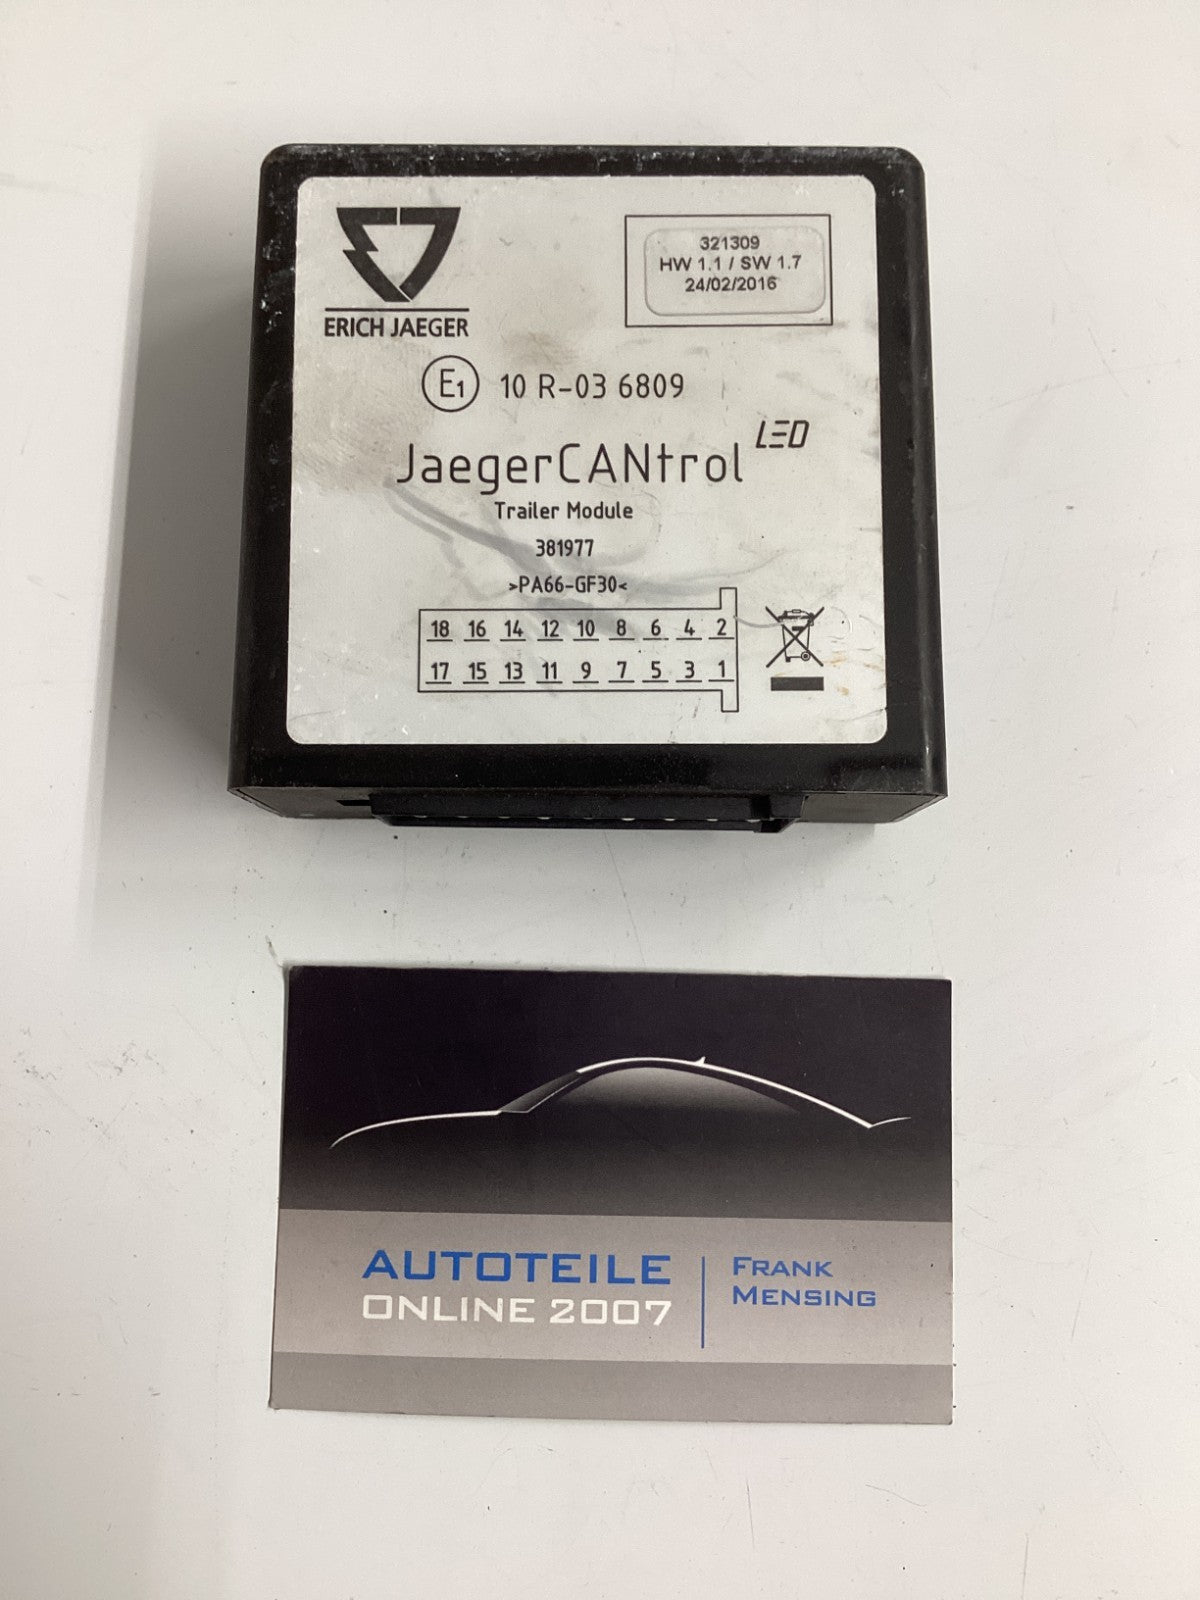 ERICH JAEGER
321309
HW 1.1 / SW 1.7
24/02/2016
E1 10 R-03 6809
JaegerCANtrol LED
Trailer Module
381977
>PA66-GF30<
18 16 14 12 10 8 6 4 2
17 15 13 11 9 7 5 3 1
AUTOTEILE
ONLINE 2007
FRANK
MENSING